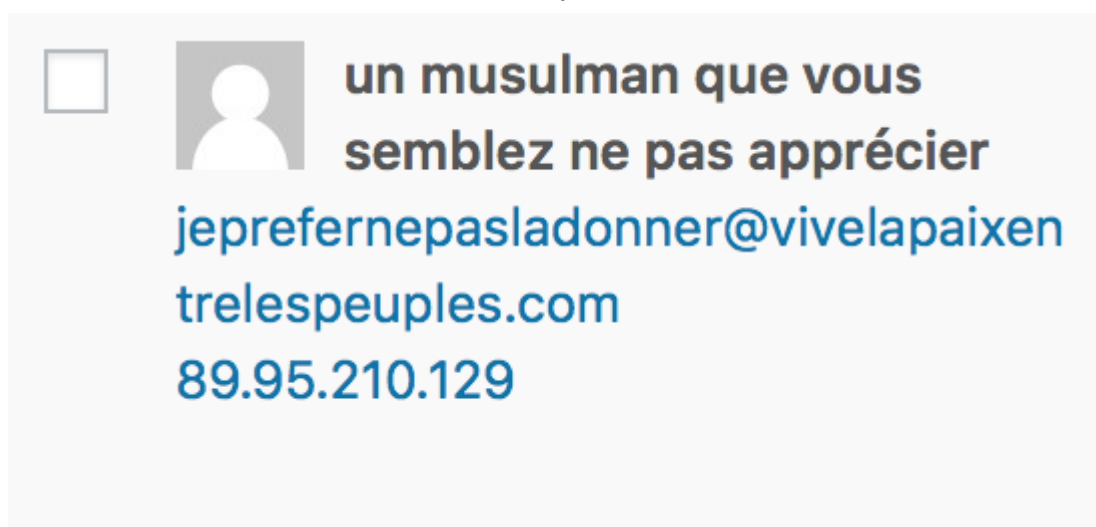 un musulman que vous
semblez ne pas apprécier
jeprefernepasladonner@vivelapaixen
trelespeuples.com
89.95.210.129